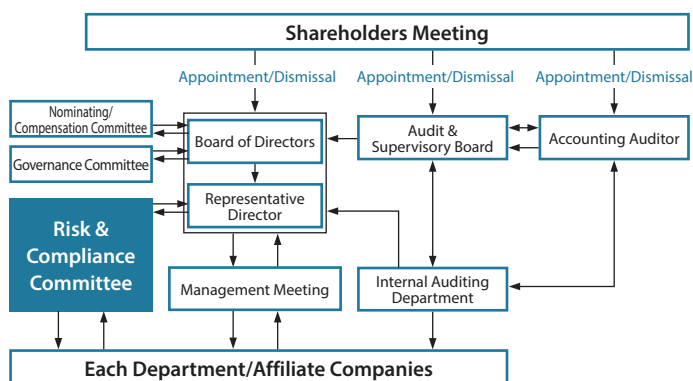 Shareholders Meeting
Appointment/Dismissal
Appointment/Dismissal
Appointment/Dismissal
Nominating/
Compensation Committee
Governance Committee
Board of Directors
Audit &
Supervisory Board
Accounting Auditor
Representative
Director
Risk &
Compliance
Committee
Management Meeting
Internal Auditing
Department
Each Department/Affiliate Companies